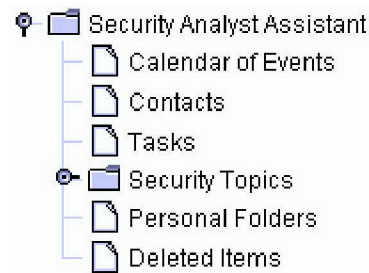 Security Analyst Assistant
Calendar of Events
Contacts
Tasks
Security Topics
Personal Folders
Deleted Items